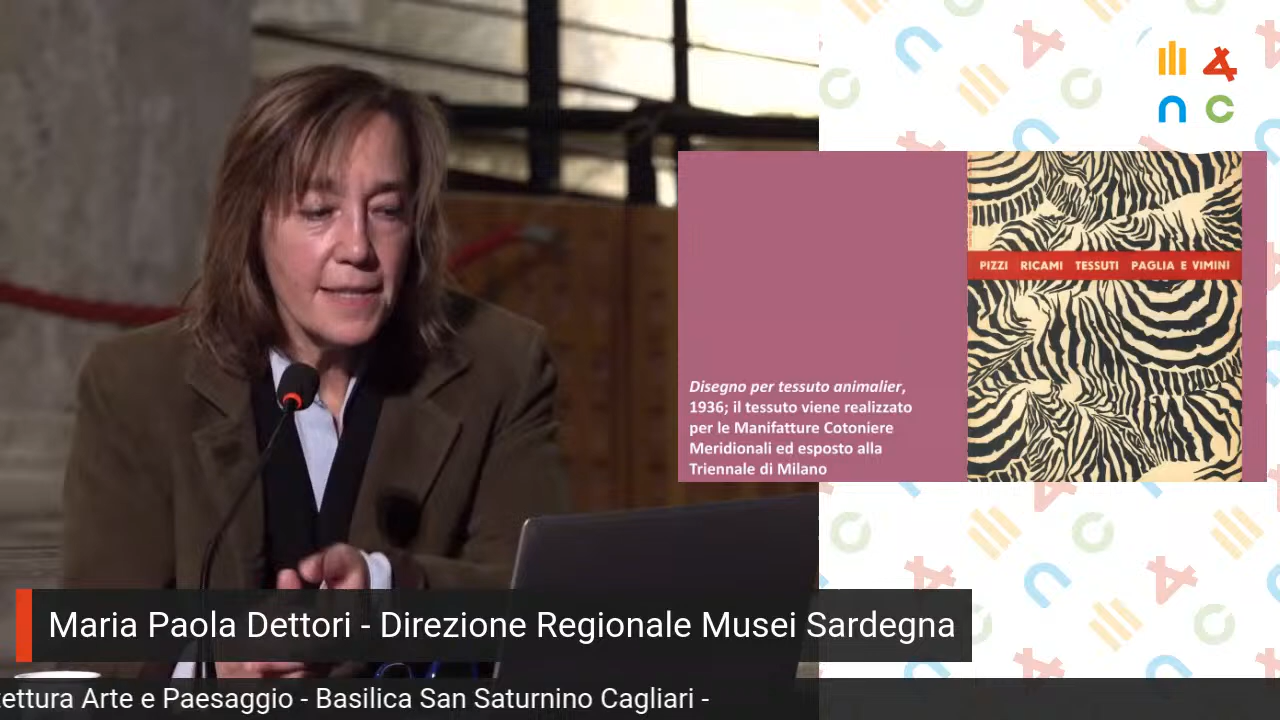 PIZZI RICAMI TESSUTI PAGLIA E VIMINI
Disegno per tessuto animalier,
1936; il tessuto viene realizzato
per le Manifatture Cotoniere
Meridionali ed esposto alla
Triennale di Milano
Maria Paola Dettori - Direzione Regionale Musei Sardegna
tettura Arte e Paesaggio - Basilica San Saturnino Cagliari -